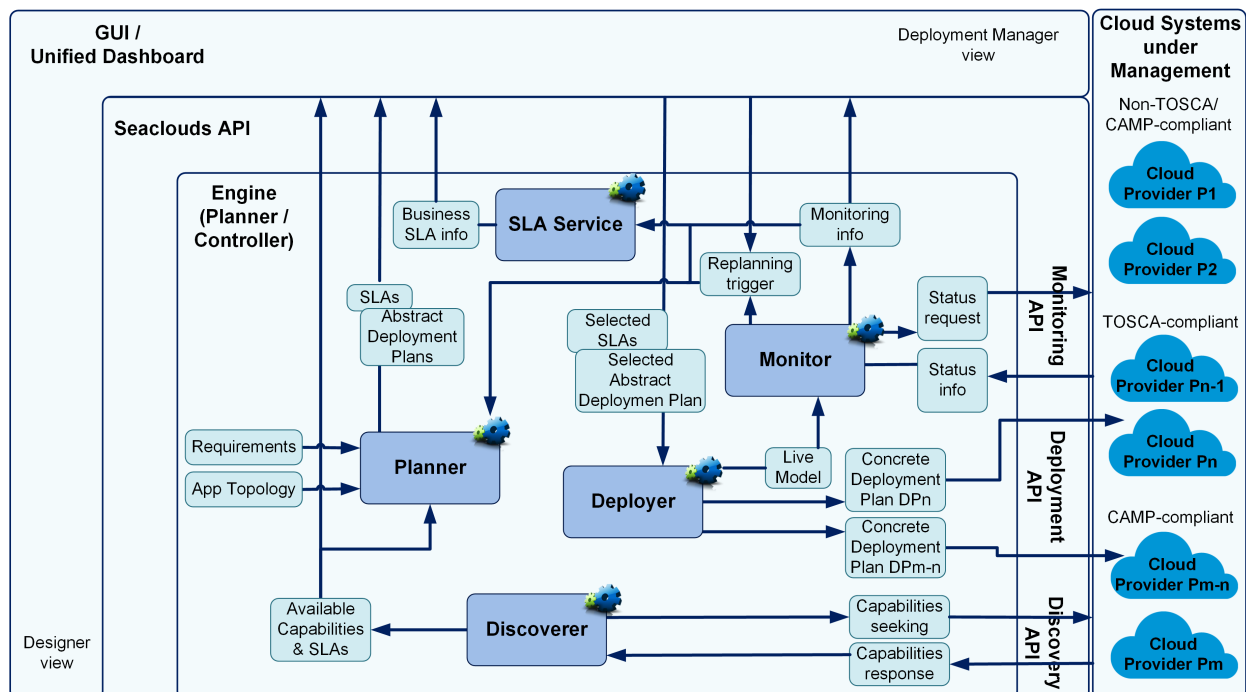 GUI /
Unified Dashboard
Deployment Manager
view
Cloud Systems
under
Management
Seaclouds API
Non-TOSCA/
CAMP-compliant
Cloud
Provider P1
Engine
(Planner /
Controller)
Business
SLA info
SLA Service
Monitoring
info
Cloud
Provider P2
Replanning
trigger
Monitoring
API
SLAs
Abstract
Deployment
Plans
Selected
SLAs
Selected
Abstract
Deploymen Plan
Monitor
Status
request
Status
info
TOSCA-compliant
Cloud
Provider Pn-1
Requirements
App Topology
Planner
Deployer
Live
Model
Concrete
Deployment
Plan DPn
Concrete
Deployment
Plan DPm-n
Deployment
API
Cloud
Provider Pn
CAMP-compliant
Cloud
Provider Pm-n
Designer
view
Available
Capabilities
& SLAs
Discoverer
Capabilities
seeking
Capabilities
response
Discovery
API
Cloud
Provider Pm